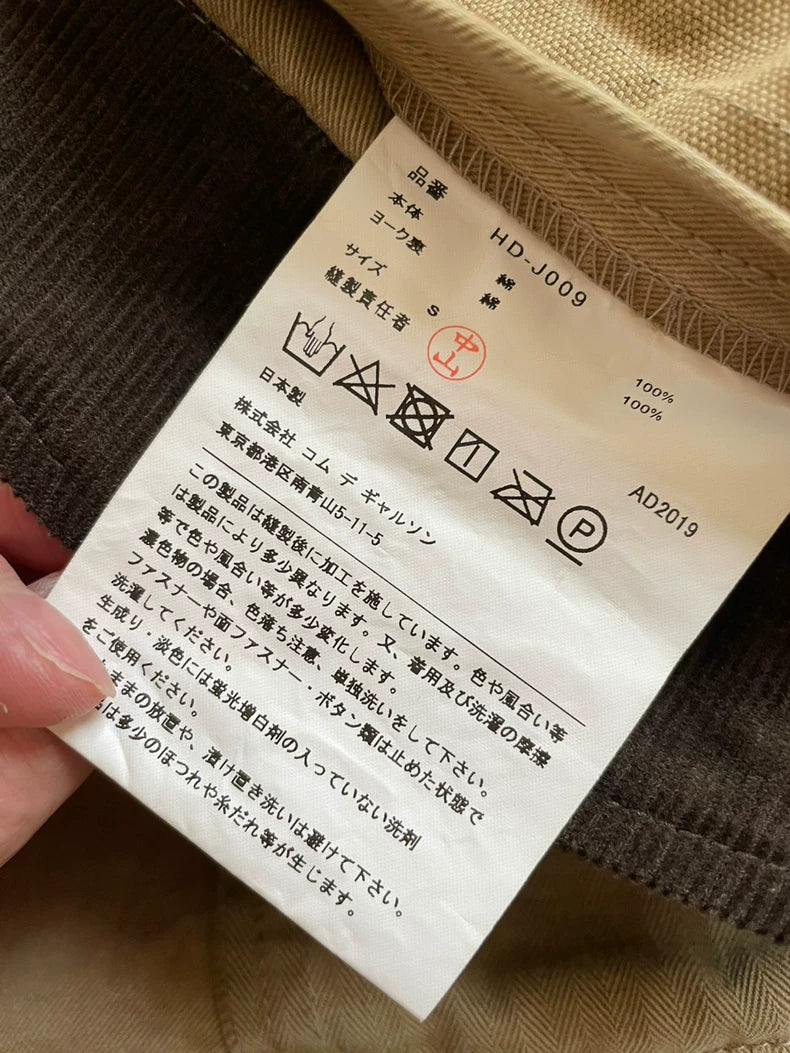 品番 HD-J009
本体 綿 100%
ヨーク裏 綿 100%
サイズ S AD2019
縫製責任者 中山
P
日本製
株式会社 コム デ ギャルソン
東京都港区南青山5-11-5
この製品は縫製後に加工を施しています。色や風合い等
は製品により多少異なります。又、着用及び洗濯の摩擦
等で色や風合い等が多少変化します。
濃色物の場合、色落ち注意、単独洗いをして下さい。
ファスナーや面ファスナー・ボタン類は止めた状態で
洗濯してください。
生成り・淡色には蛍光増白剤の入っていない洗剤
をご使用ください。
ままの放置や、漬け置き洗いは避けて下さい。
は多少のほつれや糸だれ等が生じます。